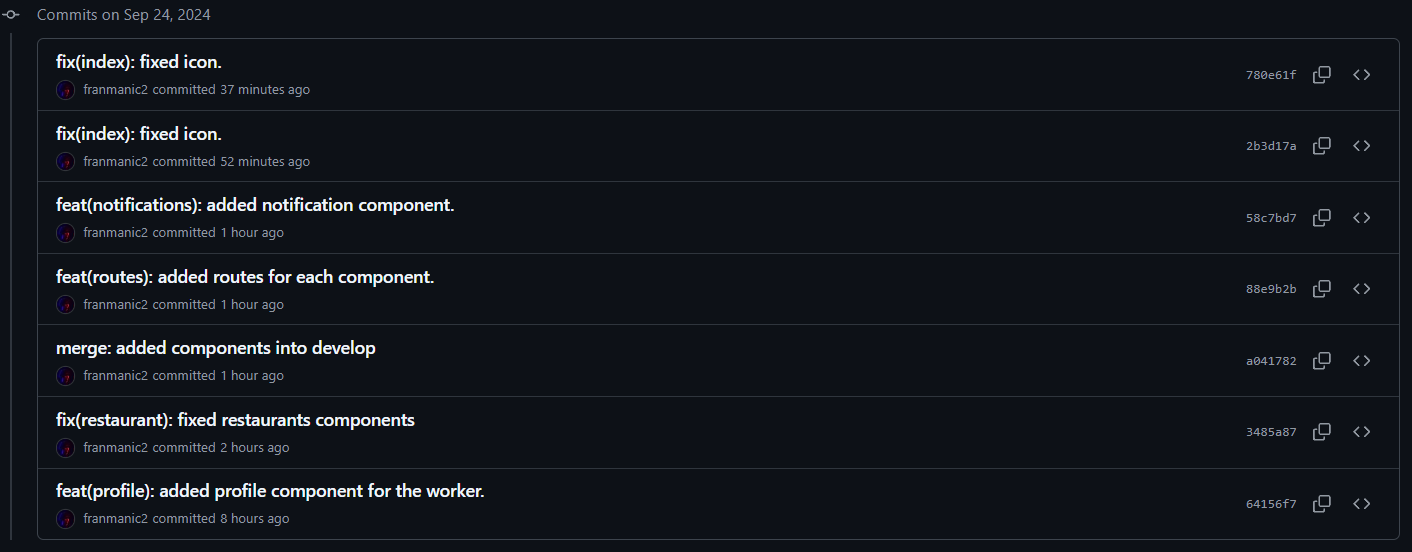 Commits on Sep 24, 2024
fix(index): fixed icon.
780e61f
franmanic2 committed 37 minutes ago
fix(index): fixed icon.
2b3d17a
franmanic2 committed 52 minutes ago
feat(notifications): added notification component.
58c7bd7
franmanic2 committed 1 hour ago
feat(routes): added routes for each component.
88e9b2b
franmanic2 committed 1 hour ago
merge: added components into develop
a041782
franmanic2 committed 1 hour ago
fix(restaurant): fixed restaurants components
3485a87
franmanic2 committed 2 hours ago
feat(profile): added profile component for the worker.
64156f7
franmanic2 committed 8 hours ago